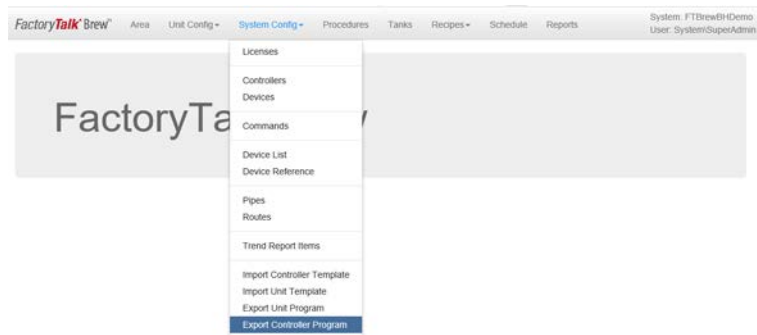 FactoryTalk Brew Area Unit Config System Config Procedures Tanks Recipes Schedule Reports System: FTBrewBHDemo
User: System\SuperAdmin
Licenses
Controllers
Devices
FactoryTa
Commands
Device List
Device Reference
Pipes
Routes
Trend Report Items
Import Controller Template
Import Unit Template
Export Unit Program
Export Controller Program